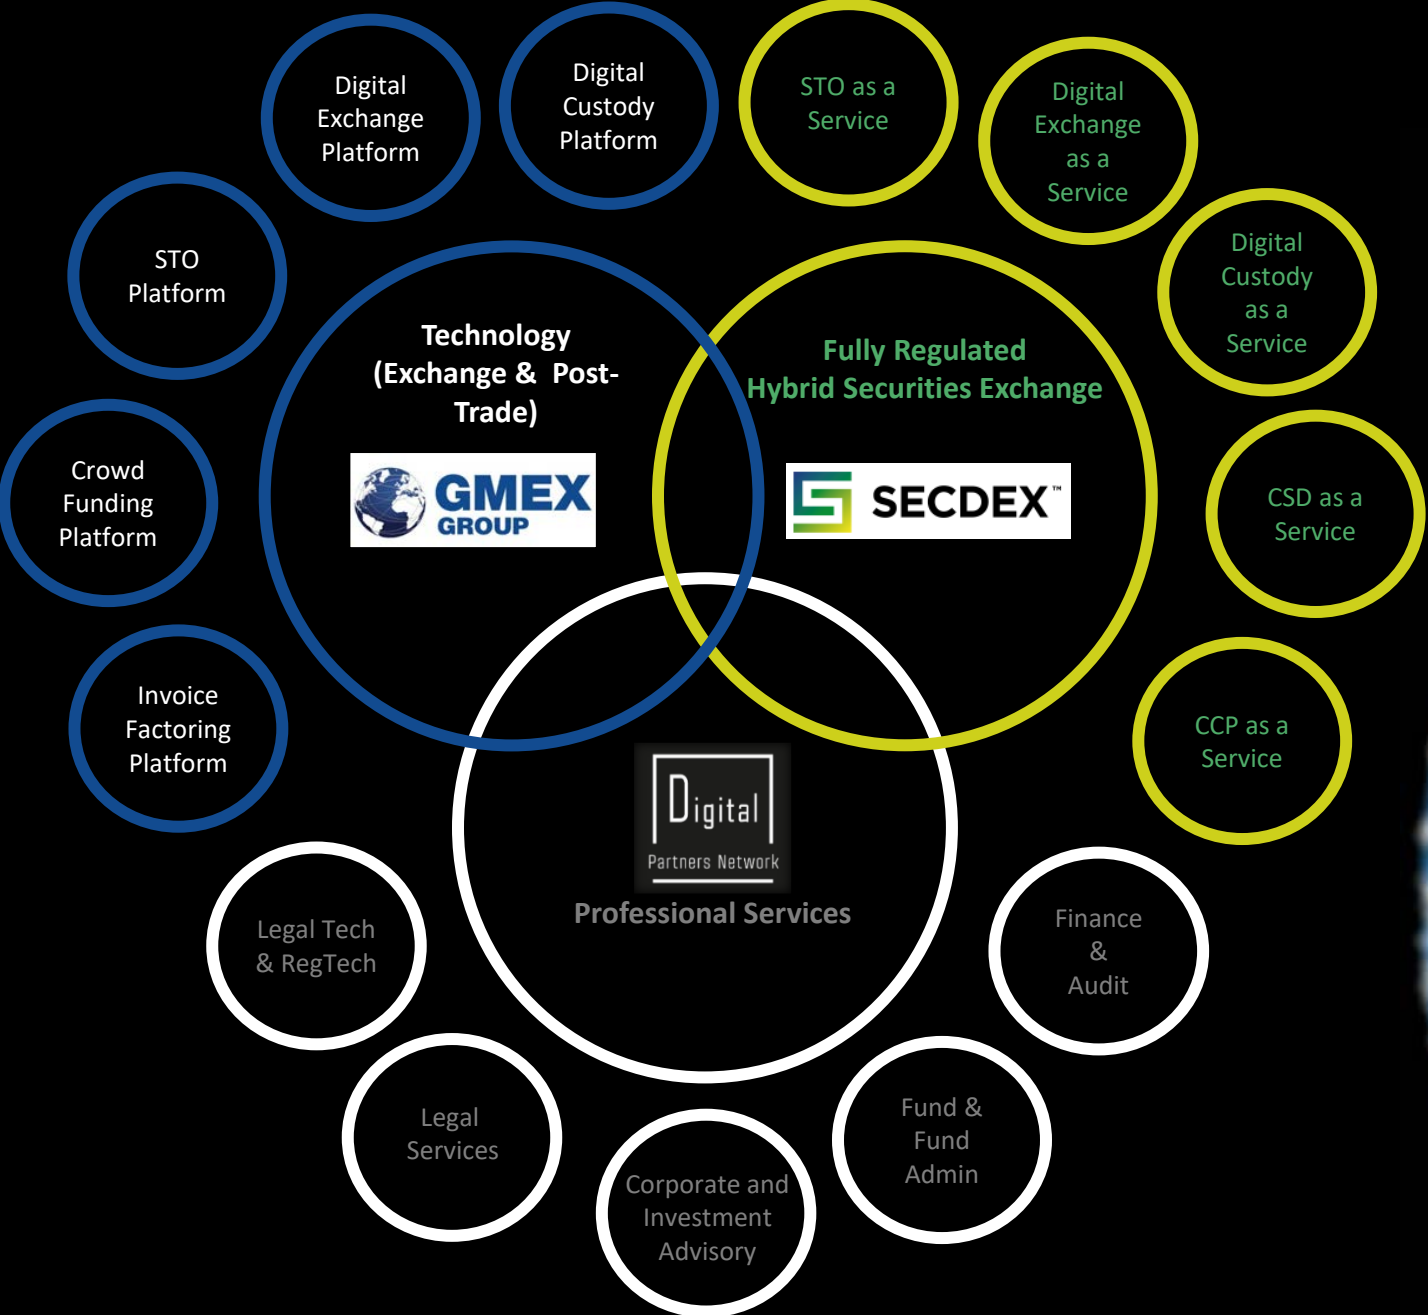 Digital
Exchange
Platform
Digital
Custody
Platform
STO as a
Service
Digital
Exchange
as a
Service
STO
Platform
Digital
Custody
as a
Service
Technology
(Exchange & Post-
Trade)
GMEX
GROUP
Fully Regulated
Hybrid Securities Exchange
SECDEX™
Crowd
Funding
Platform
CSD as a
Service
Invoice
Factoring
Platform
CCP as a
Service
Digital
Partners Network
Professional Services
Legal Tech
& RegTech
Finance
&
Audit
Legal
Services
Corporate and
Investment
Advisory
Fund &
Fund
Admin